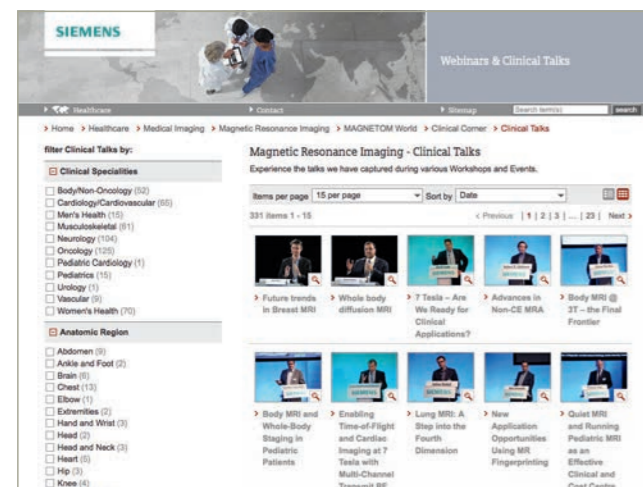 SIEMENS
Webinars & Clinical Talks
Healthcare
Contact
Sitemap
Search term(s)
search
> Home > Healthcare > Medical Imaging > Magnetic Resonance Imaging > MAGNETOM World > Clinical Corner > Clinical Talks
filter Clinical Talks by:
Clinical Specialities
Body/Non-Oncology (52)
Cardiology/Cardiovascular (65)
Men's Health (15)
Musculoskeletal (61)
Neurology (104)
Oncology (125)
Pediatric Cardiology (1)
Pediatrics (15)
Urology (1)
Vascular (9)
Women's Health (70)
Anatomic Region
Abdomen (9)
Ankle and Foot (2)
Brain (6)
Chest (13)
Elbow (1)
Extremities (2)
Hand and Wrist (3)
Head (2)
Head and Neck (3)
Heart (5)
Hip (3)
Knee (4)
Magnetic Resonance Imaging - Clinical Talks
Experience the talks we have captured during various Workshops and Events.
Items per page 15 per page Sort by Date
331 items 1 - 15
< Previous | 1 | 2 | 3 | ... | 23 | Next >
> Future trends
in Breast MRI
> Whole body
diffusion MRI
> 7 Tesla – Are
We Ready for
Clinical
Applications?
> Advances in
Non-CE MRA
> Body MRI @
3T – the Final
Frontier
> Body MRI and
Whole-Body
Staging in
Pediatric
Patients
> Enabling
Time-of-Flight
and Cardiac
Imaging at 7
Tesla with
Multi-Channel
Transmit RF
> Lung MRI: A
Step into the
Fourth
Dimension
> New
Application
Opportunities
Using MR
Fingerprinting
> Quiet MRI
and Running
Pediatric MRI
as an
Effective
Clinical and
Cost Centre